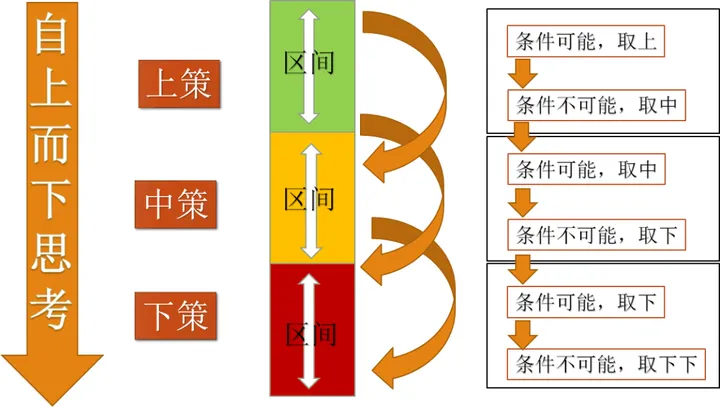 自上而下思考
上策
中策
下策
区间
区间
区间
条件可能，取上
条件不可能，取中
条件可能，取中
条件不可能，取下
条件可能，取下
条件不可能，取下下